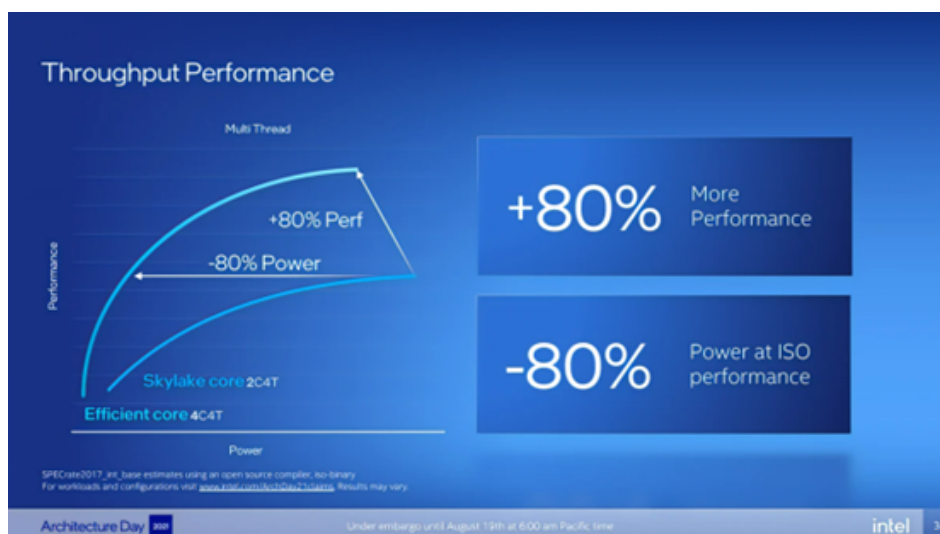 Throughput Performance
Multi Thread
+80% Perf
-80% Power
Performance
Skylake core 2C4T
Efficient core 4C4T
Power
+80%
More
Performance
-80%
Power at ISO
performance
SPECrate2017_int_base estimates using an open source compiler, iso-binary
For workloads and configurations visit www.intel.com/ArchDay21claims. Results may vary.
Architecture Day 2021
Under embargo until August 19th at 6:00 am Pacific time
intel